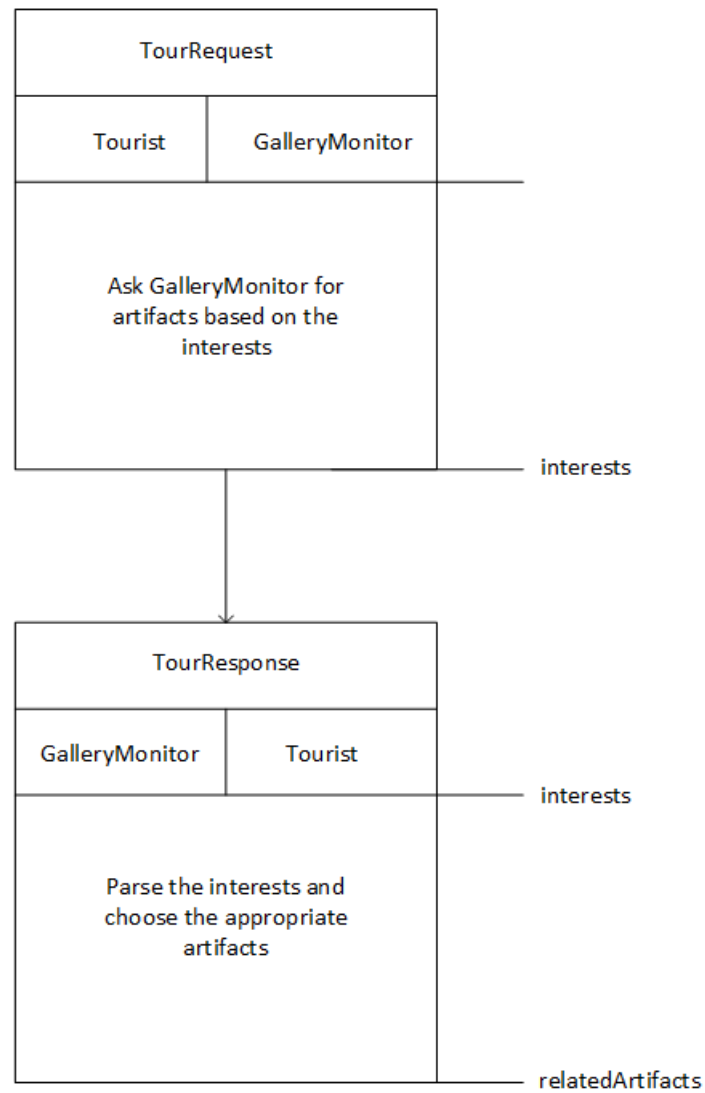 TourRequest
Tourist
GalleryMonitor
Ask GalleryMonitor for
artifacts based on the
interests
interests
TourResponse
GalleryMonitor
Tourist
interests
Parse the interests and
choose the appropriate
artifacts
relatedArtifacts